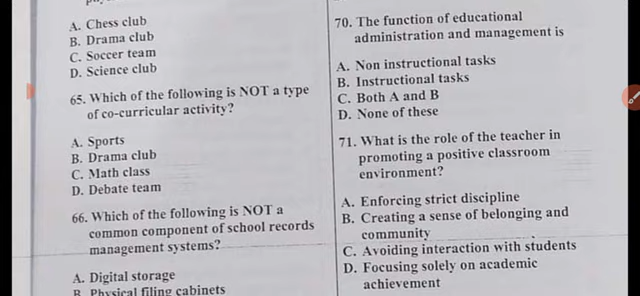 A. Chess club
B. Drama club
C. Soccer team
D. Science club
65. Which of the following is NOT a type
of co-curricular activity?
A. Sports
B. Drama club
C. Math class
D. Debate team
66. Which of the following is NOT a
common component of school records
management systems?
A. Digital storage
B. Physical filing cabinets
70. The function of educational
administration and management is
A. Non instructional tasks
B. Instructional tasks
C. Both A and B
D. None of these
71. What is the role of the teacher in
promoting a positive classroom
environment?
A. Enforcing strict discipline
B. Creating a sense of belonging and
community
C. Avoiding interaction with students
D. Focusing solely on academic
achievement